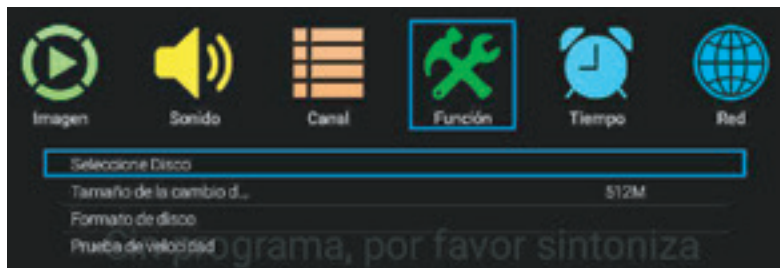 Imagen Sonido Canal Función Tiempo Red
Seleccione Disco
Tamaño de la cambio d... 512M
Formato de disco
Prueba de velocidad
programa, por favor sintoniza